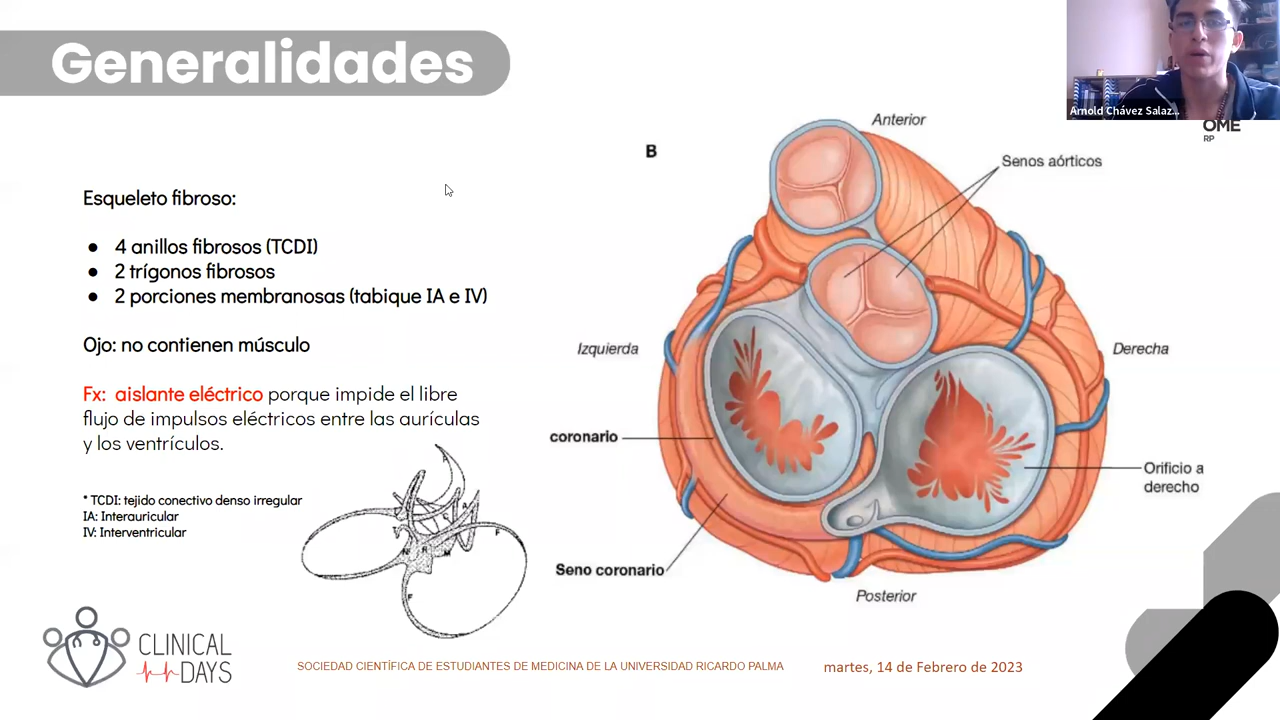 Generalidades
Arnold Chávez Salaz...
OME
RP
Esqueleto fibroso:
● 4 anillos fibrosos (TCDI)
● 2 trígonos fibrosos
● 2 porciones membranosas (tabique IA e IV)
Ojo: no contienen músculo
Fx: aislante eléctrico porque impide el libre
flujo de impulsos eléctricos entre las aurículas
y los ventrículos.
* TCDI: tejido conectivo denso irregular
IA: Interauricular
IV: Interventricular
B
Anterior
Senos aórticos
Izquierda
Derecha
coronario
Orificio a
derecho
Seno coronario
Posterior
F
F
CLINICAL
DAYS
SOCIEDAD CIENTÍFICA DE ESTUDIANTES DE MEDICINA DE LA UNIVERSIDAD RICARDO PALMA
martes, 14 de Febrero de 2023